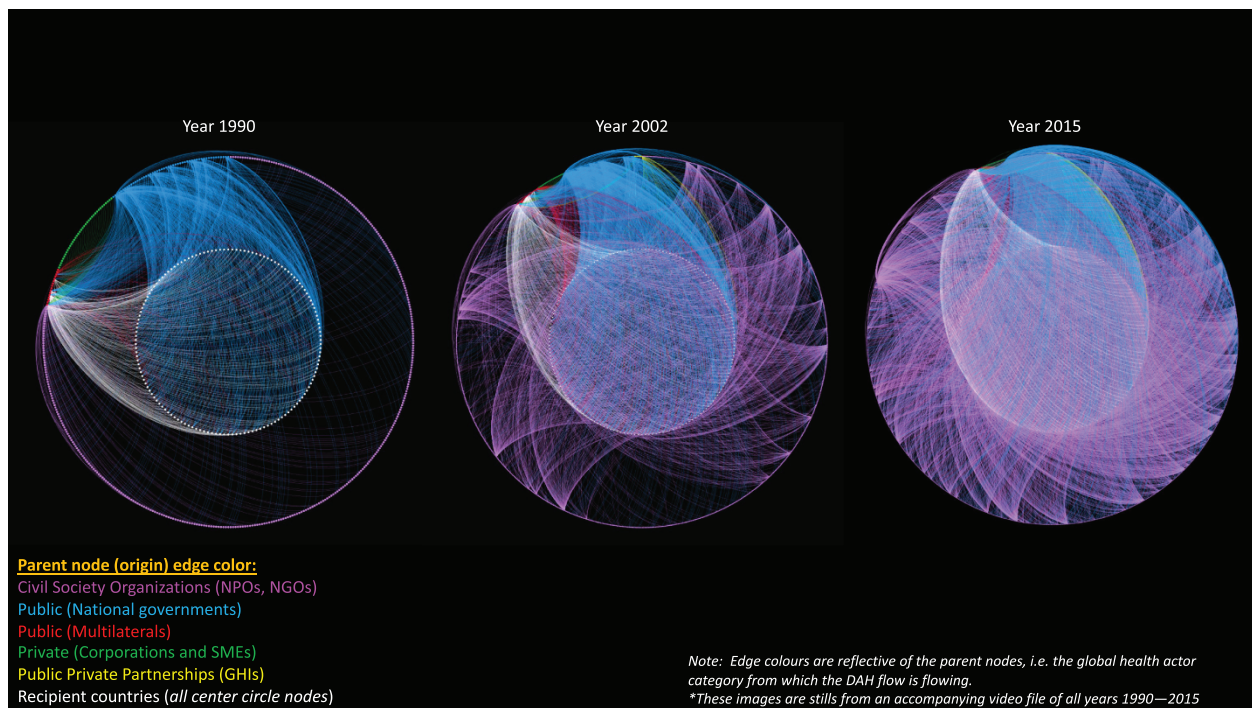 Year 1990
Year 2002
Year 2015
Parent node (origin) edge color:
Civil Society Organizations (NPOs, NGOs)
Public (National governments)
Public (Multilaterals)
Private (Corporations and SMEs)
Public Private Partnerships (GHIs)
Recipient countries (all center circle nodes)
Note:  Edge colours are reflective of the parent nodes, i.e. the global health actor
category from which the DAH flow is flowing.
*These images are stills from an accompanying video file of all years 1990—2015